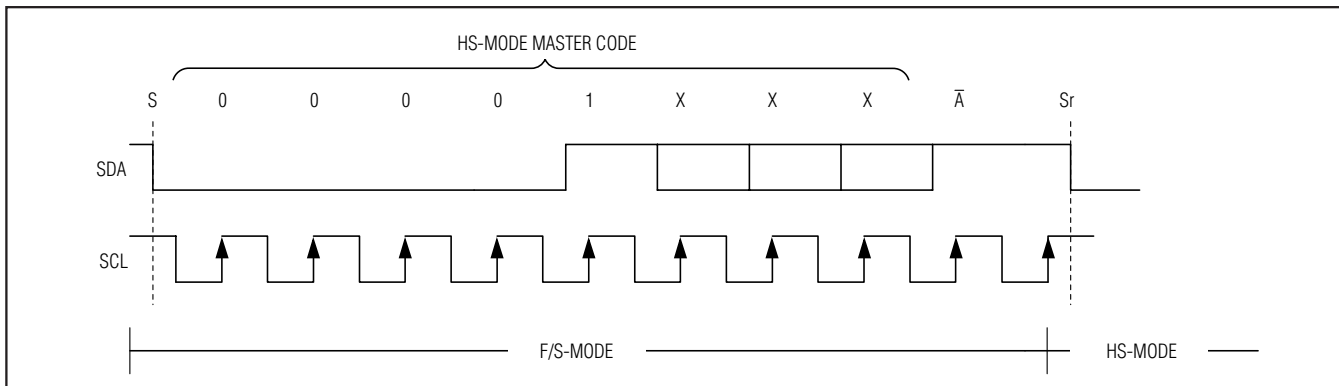 HS-MODE MASTER CODE
S 0 0 0 0 1 X X X A̅ Sr
SDA
SCL
F/S-MODE HS-MODE